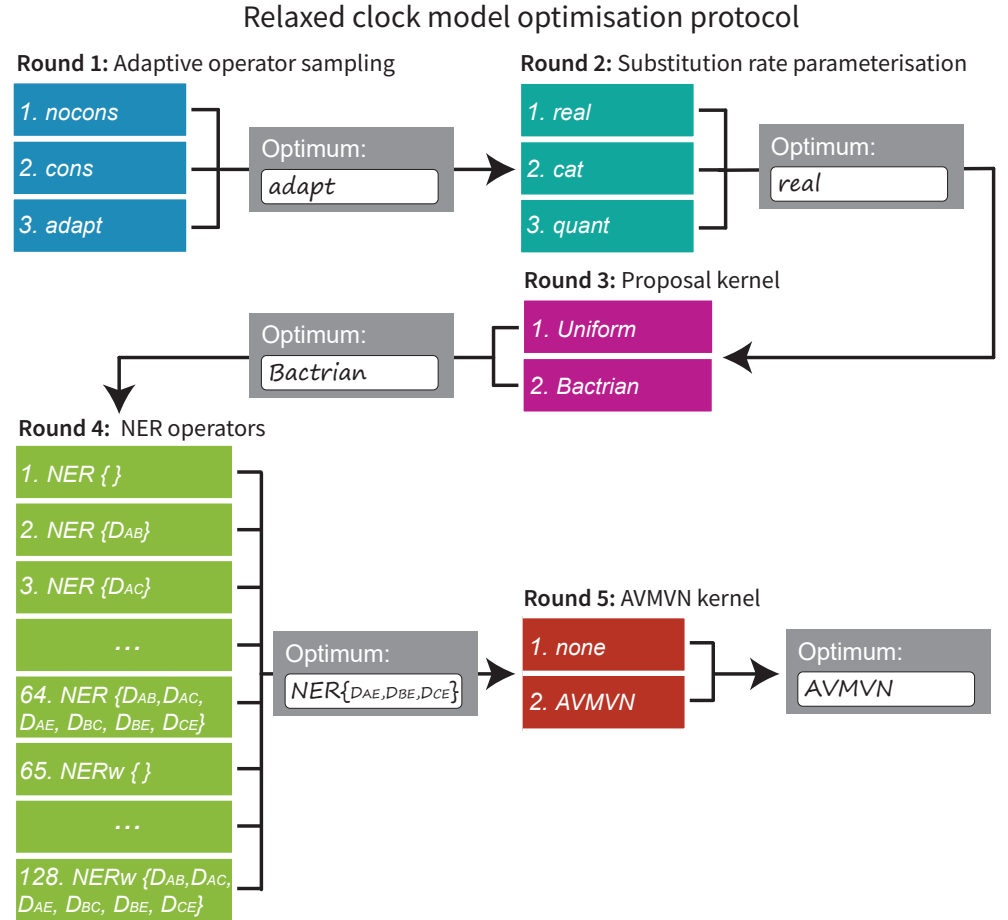 Relaxed clock model optimisation protocol
Round 1: Adaptive operator sampling
1. nocons
2. cons
3. adapt
Optimum:
adapt
Round 2: Substitution rate parameterisation
1. real
2. cat
3. quant
Optimum:
real
Round 3: Proposal kernel
1. Uniform
2. Bactrian
Optimum:
Bactrian
Round 4: NER operators
1. NER { }
2. NER {DAB}
3. NER {DAC}
...
64. NER {DAB,DAC,
DAE, DBC, DBE, DCE}
65. NERw { }
...
128. NERw {DAB,DAC,
DAE, DBC, DBE, DCE}
Optimum:
NER{DAE,DBE,DCE}
Round 5: AVMVN kernel
1. none
2. AVMVN
Optimum:
AVMVN